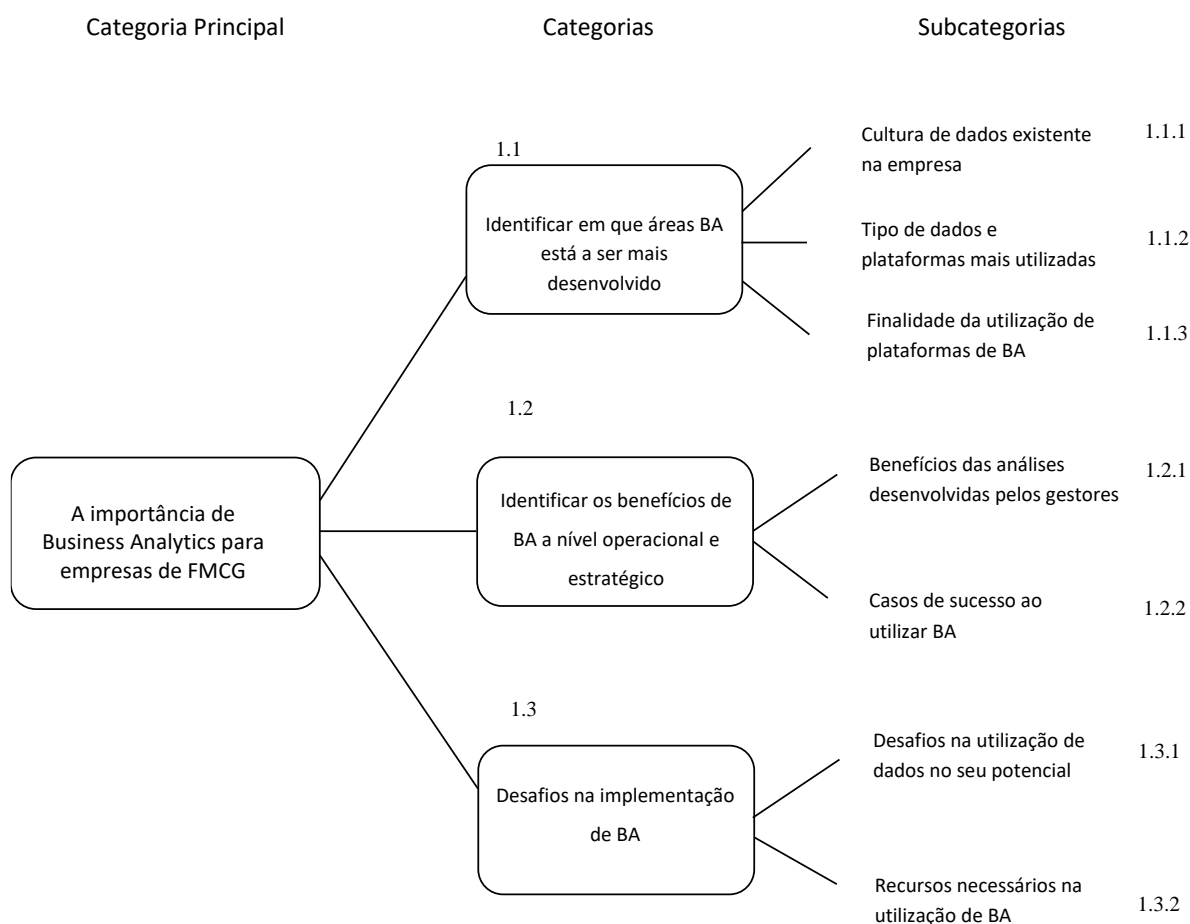 Categoria Principal
Categorias
Subcategorias
A importância de
Business Analytics para
empresas de FMCG
1.1
Identificar em que áreas BA
está a ser mais
desenvolvido
Cultura de dados existente
na empresa
1.1.1
Tipo de dados e
plataformas mais utilizadas
1.1.2
Finalidade da utilização de
plataformas de BA
1.1.3
1.2
Identificar os benefícios de
BA a nível operacional e
estratégico
Benefícios das análises
desenvolvidas pelos gestores
1.2.1
Casos de sucesso ao
utilizar BA
1.2.2
1.3
Desafios na implementação
de BA
Desafios na utilização de
dados no seu potencial
1.3.1
Recursos necessários na
utilização de BA
1.3.2